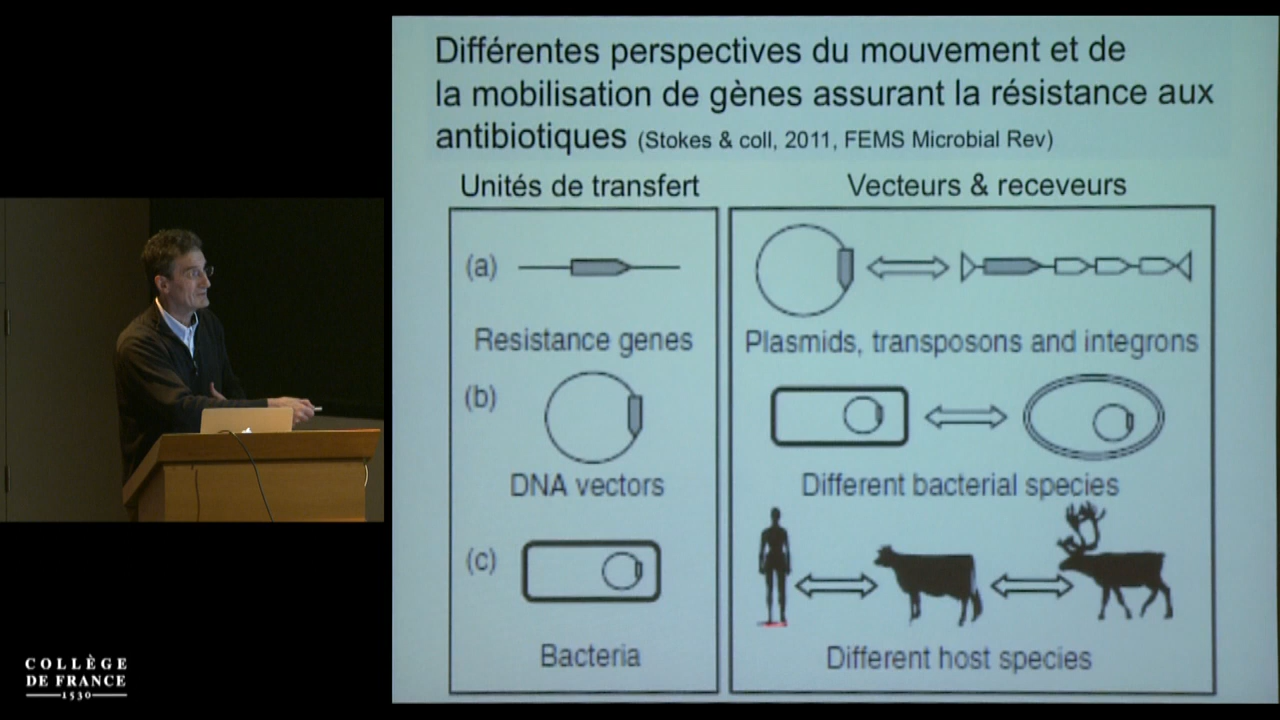 Différentes perspectives du mouvement et de
la mobilisation de gènes assurant la résistance aux
antibiotiques (Stokes & coll, 2011, FEMS Microbial Rev)
Unités de transfert
Vecteurs & receveurs
(a)
Resistance genes
Plasmids, transposons and integrons
(b)
DNA vectors
Different bacterial species
(c)
Bacteria
Different host species
COLLÈGE
DE FRANCE
1530